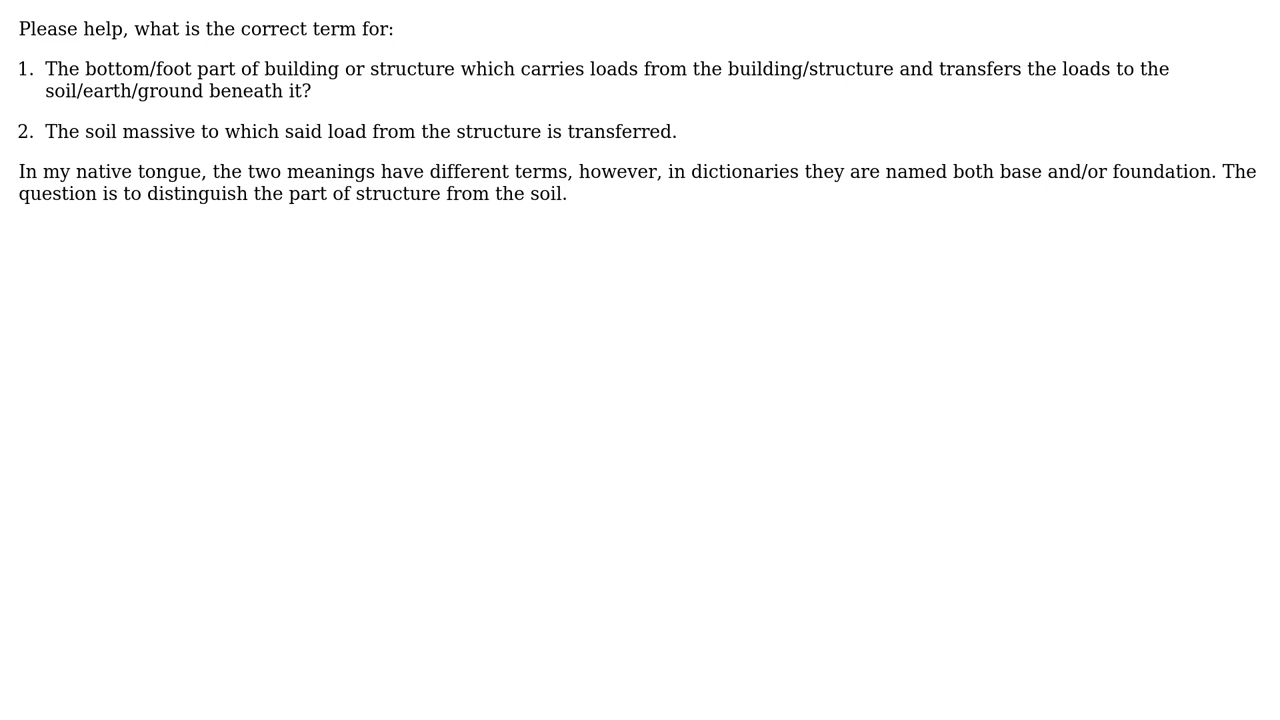 Please help, what is the correct term for:
1. The bottom/foot part of building or structure which carries loads from the building/structure and transfers the loads to the
soil/earth/ground beneath it?
2. The soil massive to which said load from the structure is transferred.
In my native tongue, the two meanings have different terms, however, in dictionaries they are named both base and/or foundation. The
question is to distinguish the part of structure from the soil.